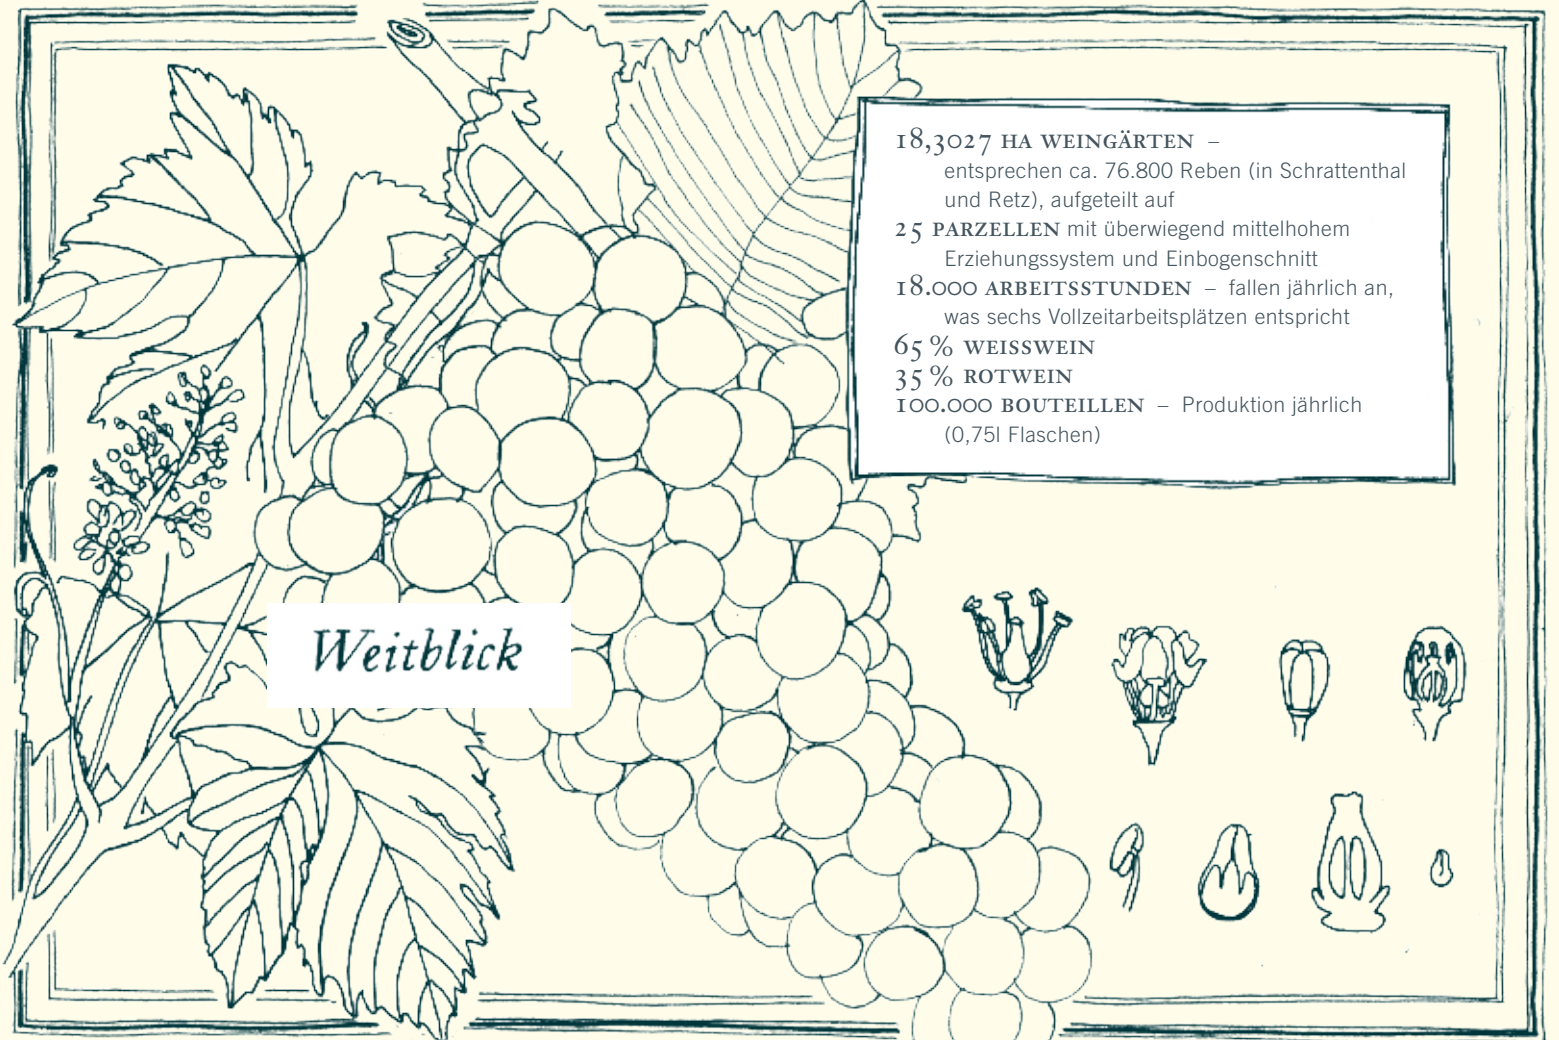 18,3027 HA WEINGÄRTEN –
entsprechen ca. 76.800 Reben (in Schrattenthal
und Retz), aufgeteilt auf
25 PARZELLEN mit überwiegend mittelhohem
Erziehungssystem und Einbogenschnitt
18.000 ARBEITSSTUNDEN – fallen jährlich an,
was sechs Vollzeitarbeitsplätzen entspricht
65 % WEISSWEIN
35 % ROTWEIN
100.000 BOUTEILLEN – Produktion jährlich
(0,75l Flaschen)
Weitblick